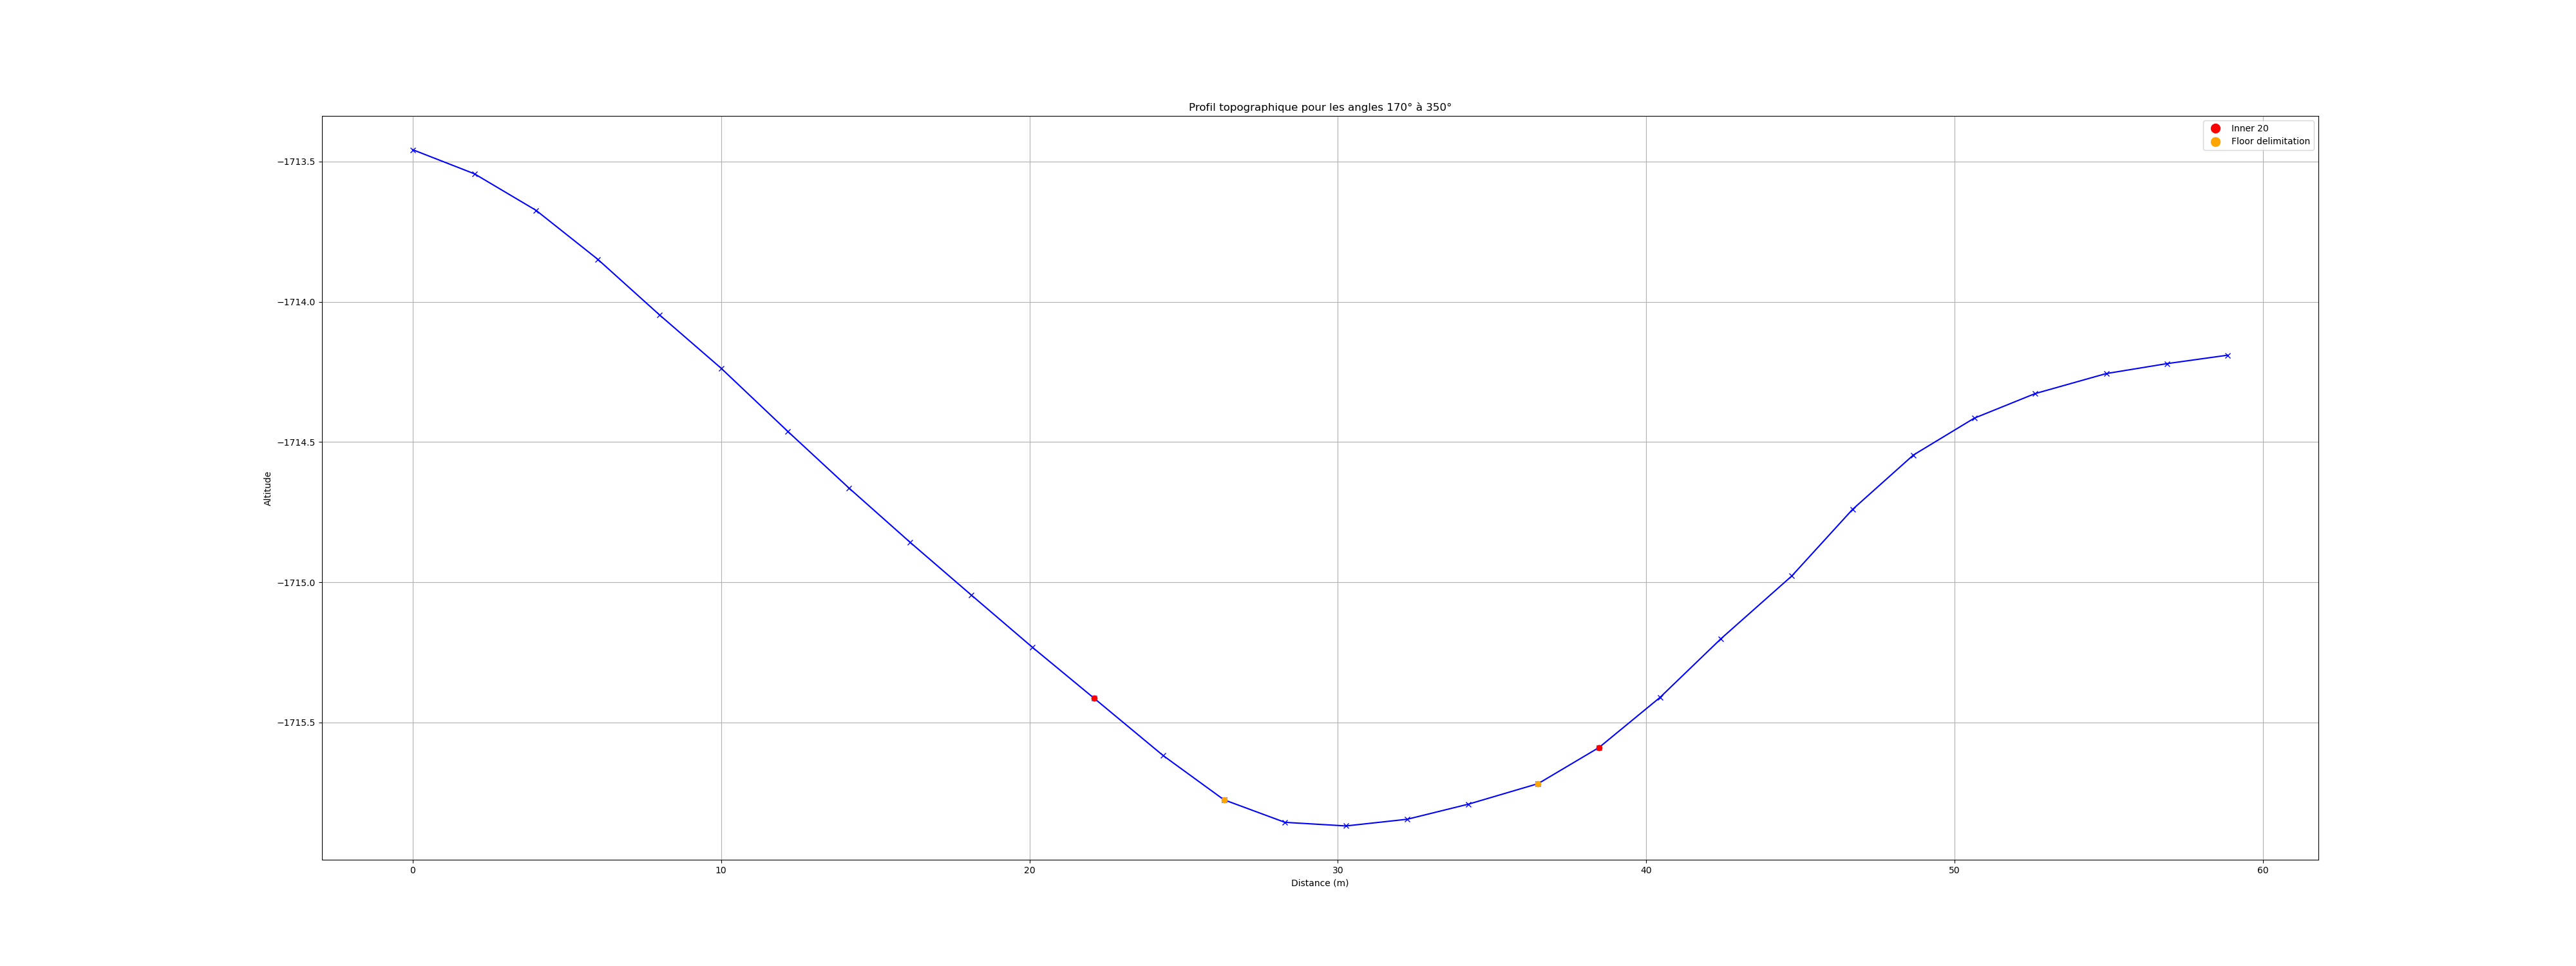 Profil topographique pour les angles 170° à 350°
Inner 20
Floor delimitation
−1713.5
−1714.0
−1714.5
−1715.0
−1715.5
Altitude
0 10 20 30 40 50 60
Distance (m)